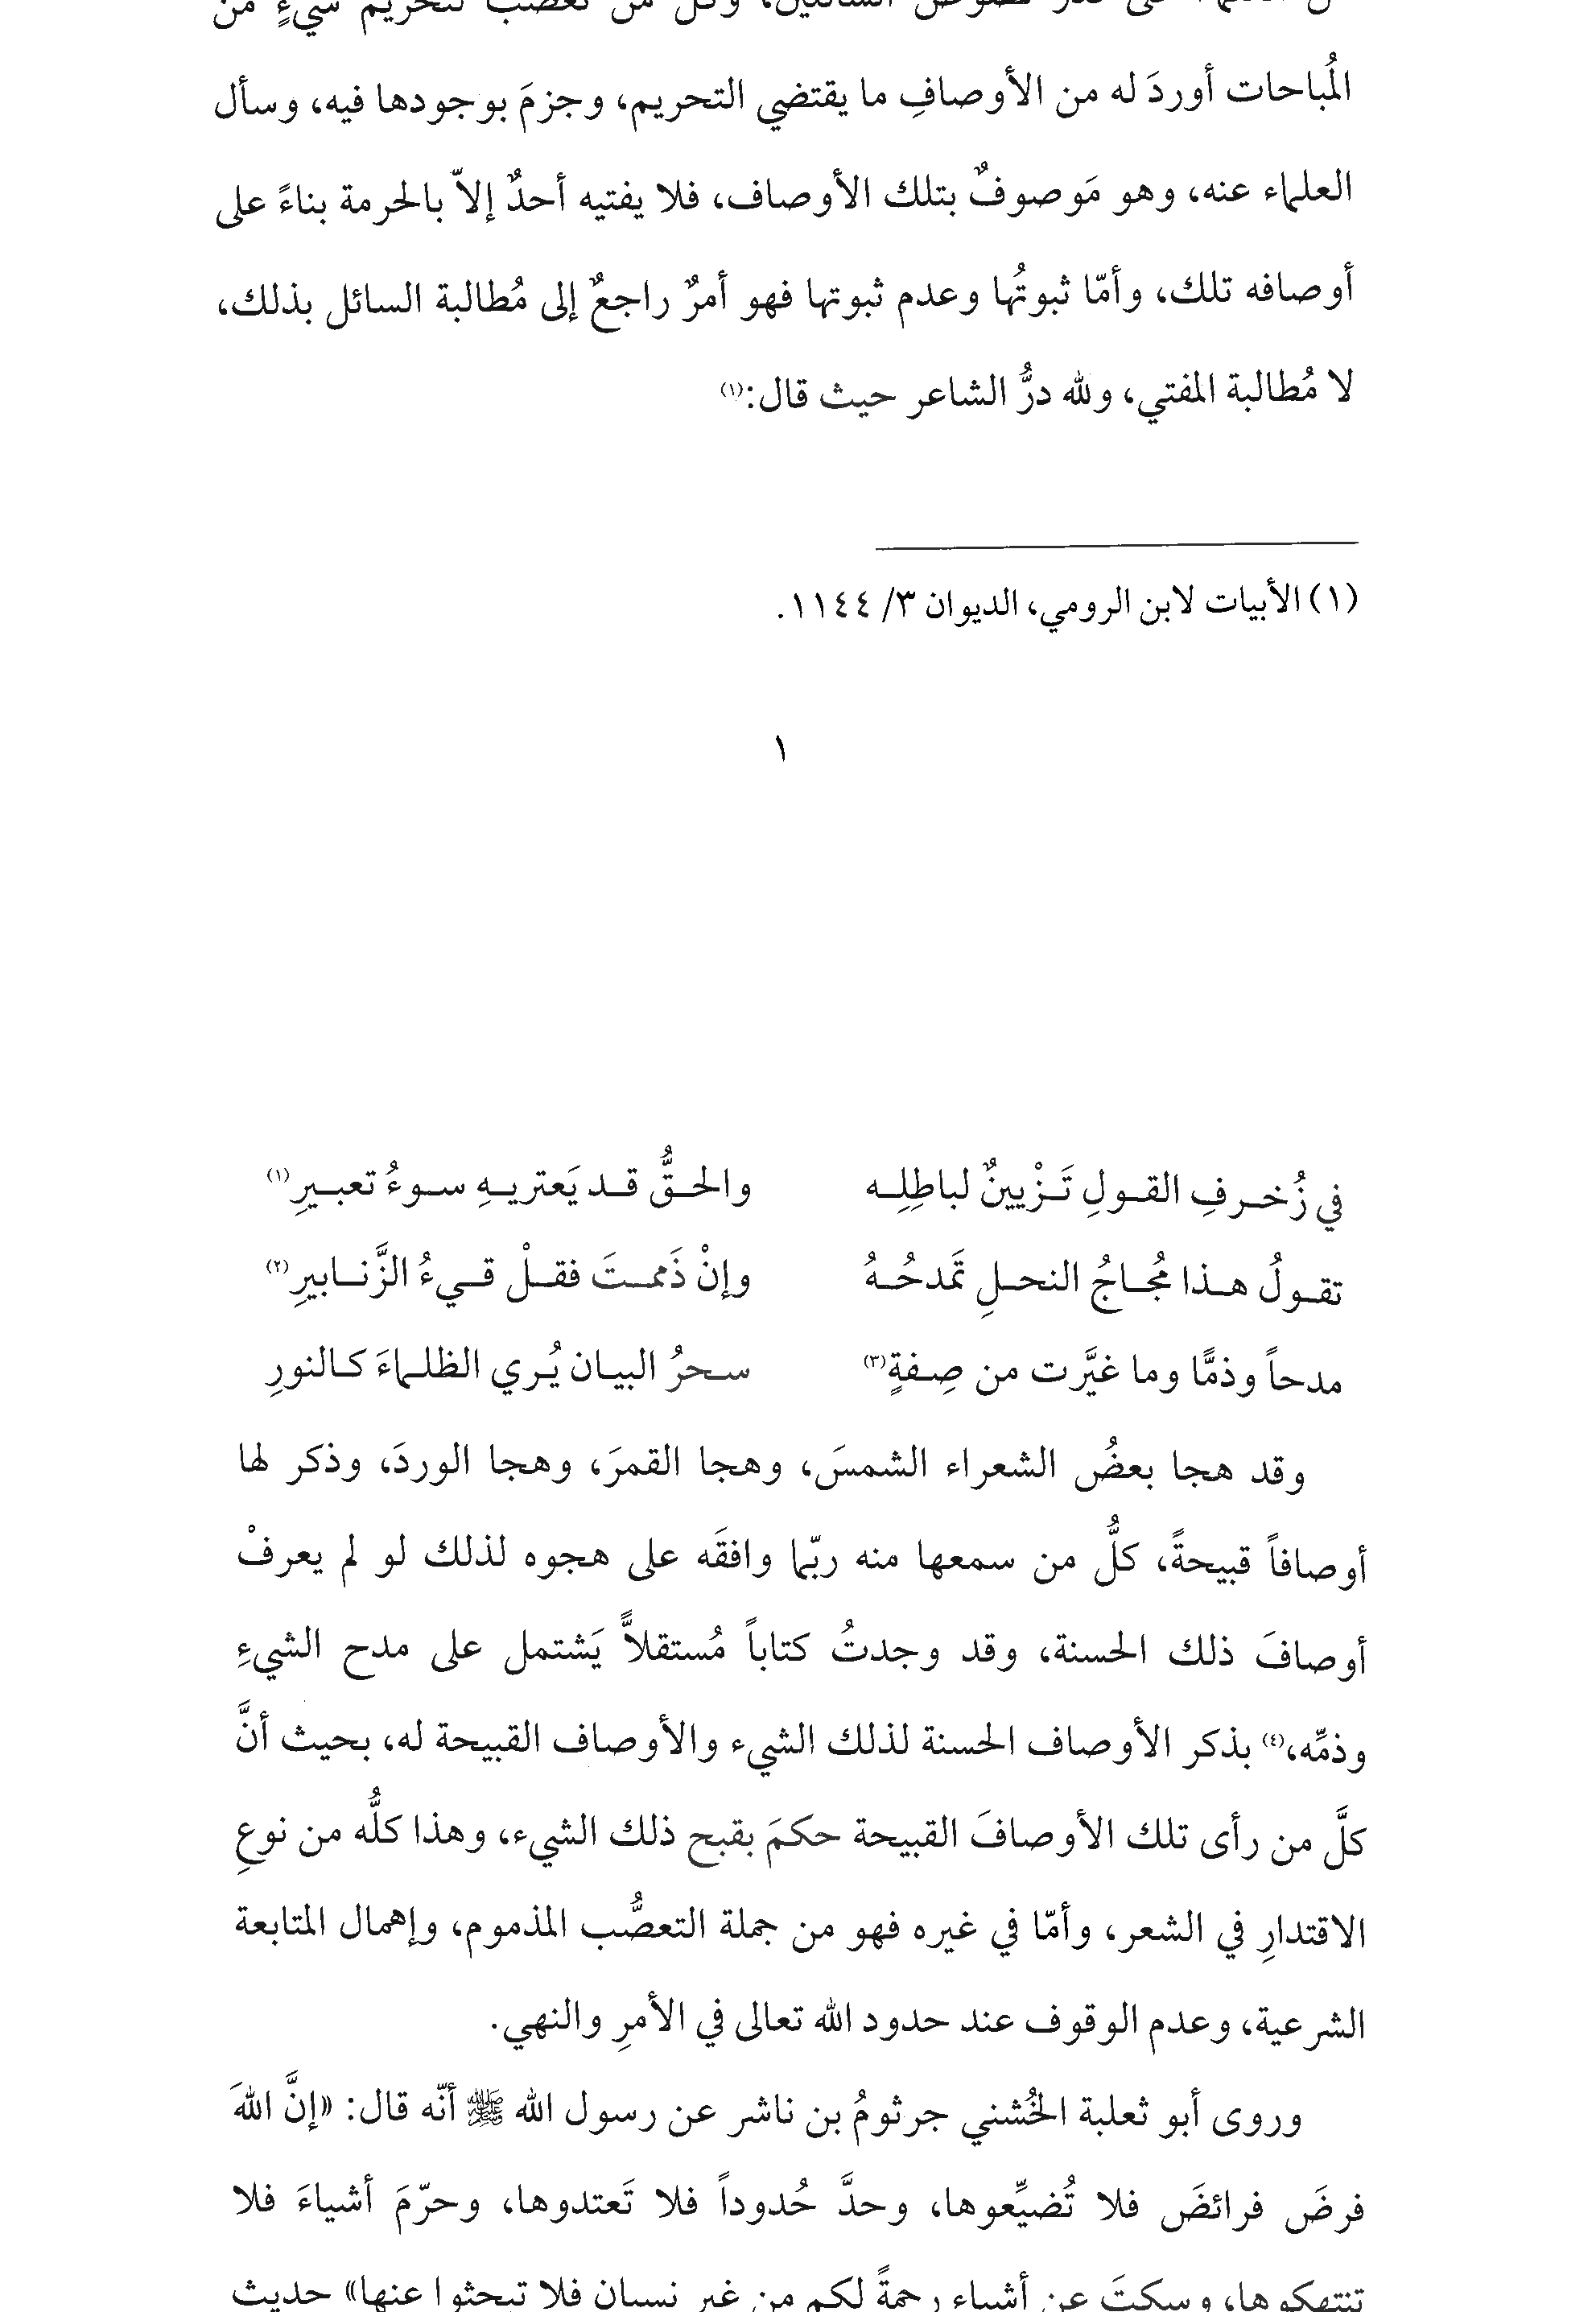 وكل من تعصب لتحريم شيءٍ من
المُباحات أوردَ له من الأوصافِ ما يقتضي التحريم، وجزمَ بوجودها فيه، وسأل
العلماء عنه، وهو مَوصوفٌ بتلك الأوصاف، فلا يفتيه أحدٌ إلاّ بالحرمة بناءً على
أوصافه تلك، وأمّا ثبوتُها وعدم ثبوتها فهو أمرٌ راجعٌ إلى مُطالبة السائل بذلك،
لا مُطالبة المفتي، ولله درُّ الشاعر حيث قال:(١)
(١) الأبيات لابن الرومي، الديوان ٣/ ١١٤٤.
١
في زُخرفِ القولِ تَزْيينٌ لباطِلِه والحقُّ قد يَعتريهِ سوءُ تعبيرِ(١)
تقولُ هذا مُجاجُ النحلِ تَمدحُهُ وإنْ ذَممتَ فقلْ قيءُ الزَّنابيرِ(٢)
مدحاً وذمًّا وما غيَّرت من صِفةٍ(٣) سحرُ البيان يُري الظلماءَ كالنورِ
وقد هجا بعضُ الشعراء الشمسَ، وهجا القمرَ، وهجا الوردَ، وذكر لها
أوصافاً قبيحةً، كلُّ من سمعها منه ربّما وافقَه على هجوه لذلك لو لم يعرفْ
أوصافَ ذلك الحسنة، وقد وجدتُ كتاباً مُستقلاًّ يَشتمل على مدح الشيءِ
وذمِّه،(٤) بذكر الأوصاف الحسنة لذلك الشيء والأوصاف القبيحة له، بحيث أنَّ
كلَّ من رأى تلك الأوصافَ القبيحة حكمَ بقبح ذلك الشيء، وهذا كلُّه من نوعِ
الاقتدارِ في الشعر، وأمّا في غيره فهو من جملة التعصُّب المذموم، وإهمال المتابعة
الشرعية، وعدم الوقوف عند حدود الله تعالى في الأمرِ والنهي.
وروى أبو ثعلبة الخُشني جرثومُ بن ناشر عن رسول الله ﷺ أنّه قال: «إنَّ اللهَ
فرضَ فرائضَ فلا تُضيِّعوها، وحدَّ حُدوداً فلا تَعتدوها، وحرّمَ أشياءَ فلا
تنتهكوها، وسكتَ عن أشياء رحمةً لكم من غير نسيان فلا تبحثوا عنها» حديث